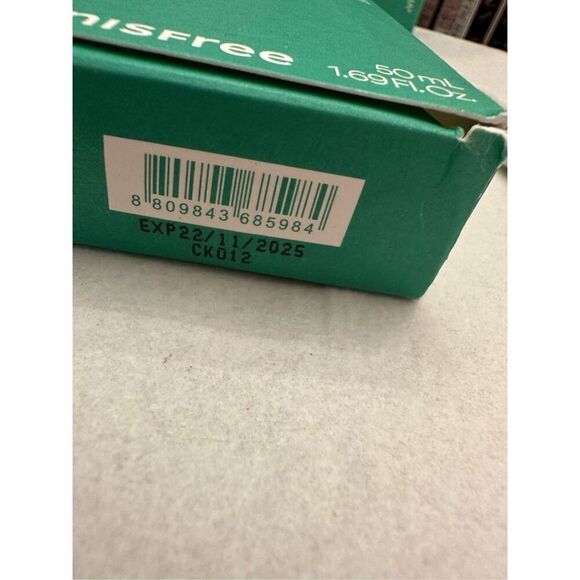 nisfree
50 mL
1.69 Fl.Oz.
8 809843 685984
EXP22/11/2025
CK012